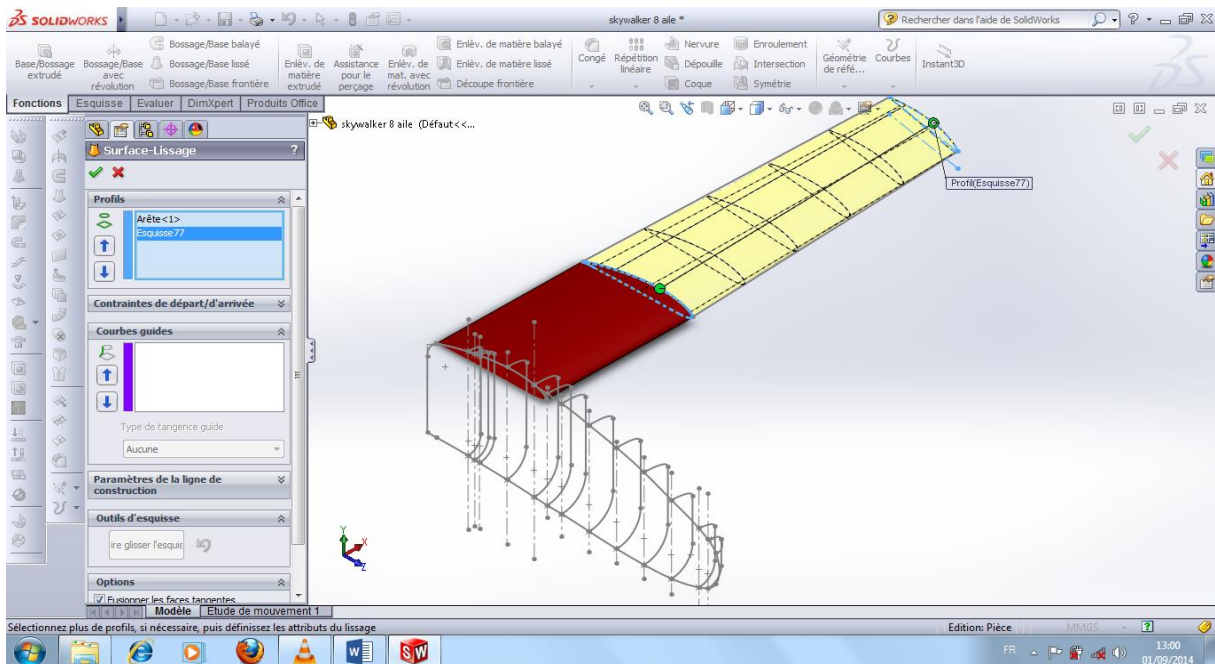 SOLIDWORKS
skywalker 8 aile *
Rechercher dans l'aide de SolidWorks
Base/Bossage extrudé
Bossage/Base avec révolution
Bossage/Base balayé
Bossage/Base lissé
Bossage/Base frontière
Enlèv. de matière extrudé
Assistance pour le perçage
Enlèv. de mat. avec révolution
Enlèv. de matière balayé
Enlèv. de matière lissé
Découpe frontière
Congé
Répétition linéaire
Nervure
Dépouille
Coque
Enroulement
Intersection
Symétrie
Géométrie de réfé...
Courbes
Instant3D
Fonctions Esquisse Evaluer DimXpert Produits Office
skywalker 8 aile (Défaut<<...
Surface-Lissage ?
Profils
Arête<1>
Esquisse77
Contraintes de départ/d'arrivée
Courbes guides
Type de tangence guide
Aucune
Paramètres de la ligne de construction
Outils d'esquisse
ire glisser l'esquis
Options
Fusionner les faces tangentes
Profil(Esquisse77)
Y
X
Z
Modèle Etude de mouvement 1
Sélectionnez plus de profils, si nécessaire, puis définissez les attributs du lissage
Edition: Pièce
MMGS
FR
13:00
01/09/2014